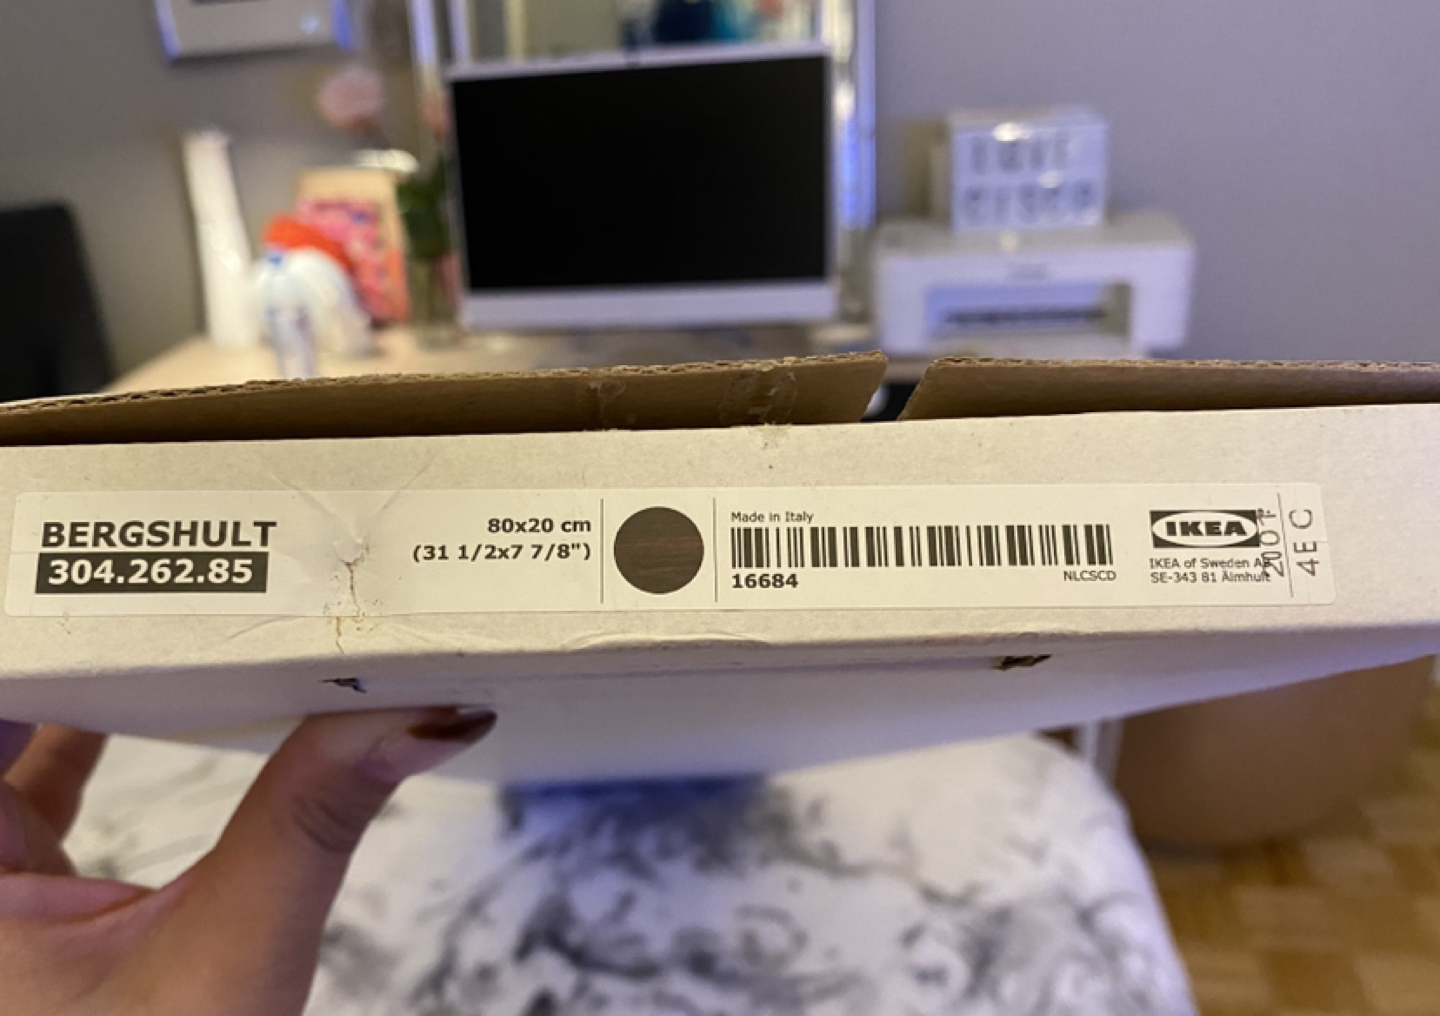 BERGSHULT
304.262.85
80x20 cm
(31 1/2x7 7/8")
Made in Italy
16684
NLCSCD
IKEA
IKEA of Sweden AB
SE-343 81 Älmhult
4EC